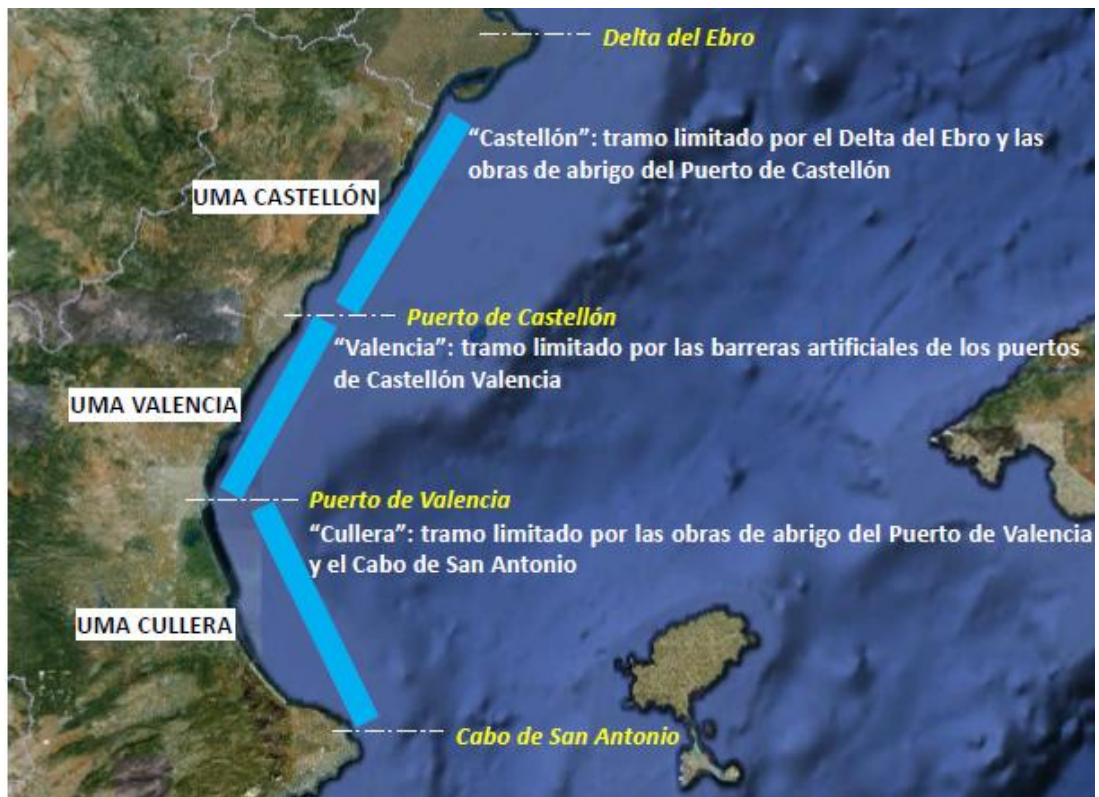 Delta del Ebro
“Castellón”: tramo limitado por el Delta del Ebro y las
obras de abrigo del Puerto de Castellón
UMA CASTELLÓN
Puerto de Castellón
“Valencia”: tramo limitado por las barreras artificiales de los puertos
de Castellón Valencia
UMA VALENCIA
Puerto de Valencia
“Cullera”: tramo limitado por las obras de abrigo del Puerto de Valencia
y el Cabo de San Antonio
UMA CULLERA
Cabo de San Antonio